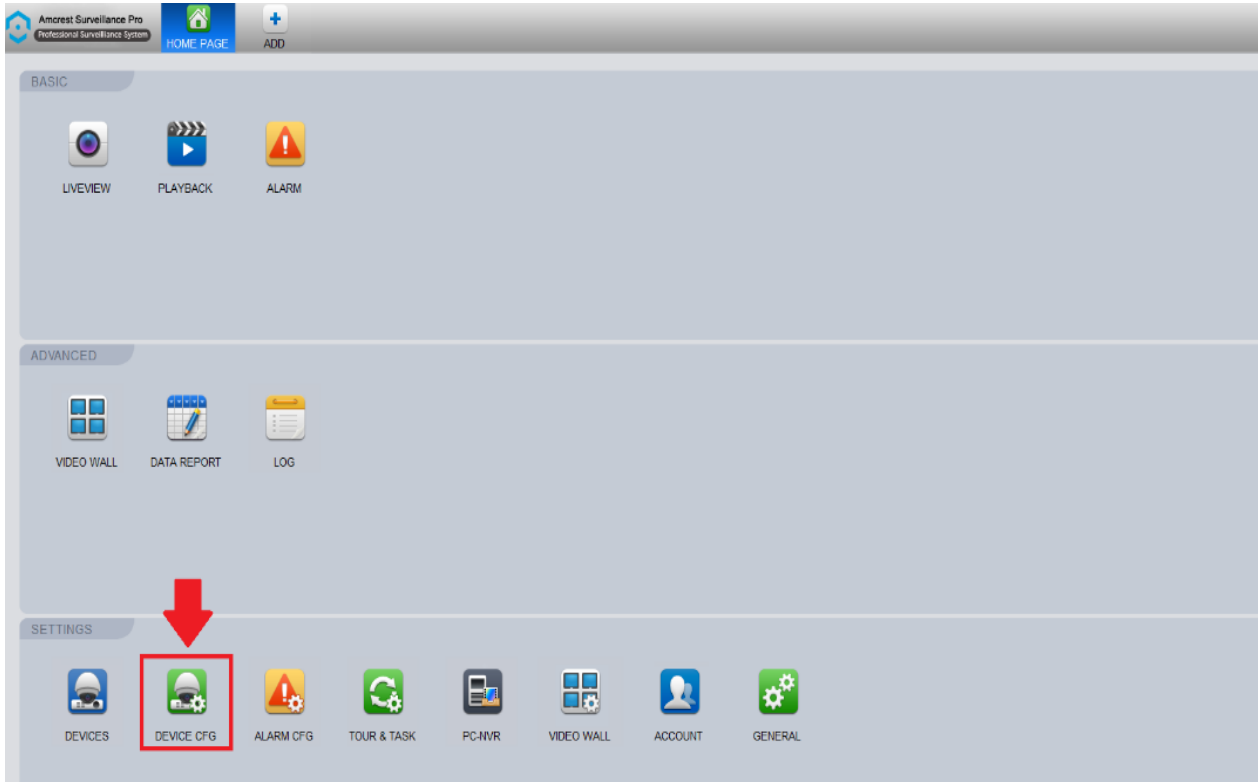 Amcrest Surveillance Pro
Professional Surveillance System
HOME PAGE
ADD
BASIC
LIVEVIEW
PLAYBACK
ALARM
ADVANCED
VIDEO WALL
DATA REPORT
LOG
SETTINGS
DEVICES
DEVICE CFG
ALARM CFG
TOUR & TASK
PC-NVR
VIDEO WALL
ACCOUNT
GENERAL